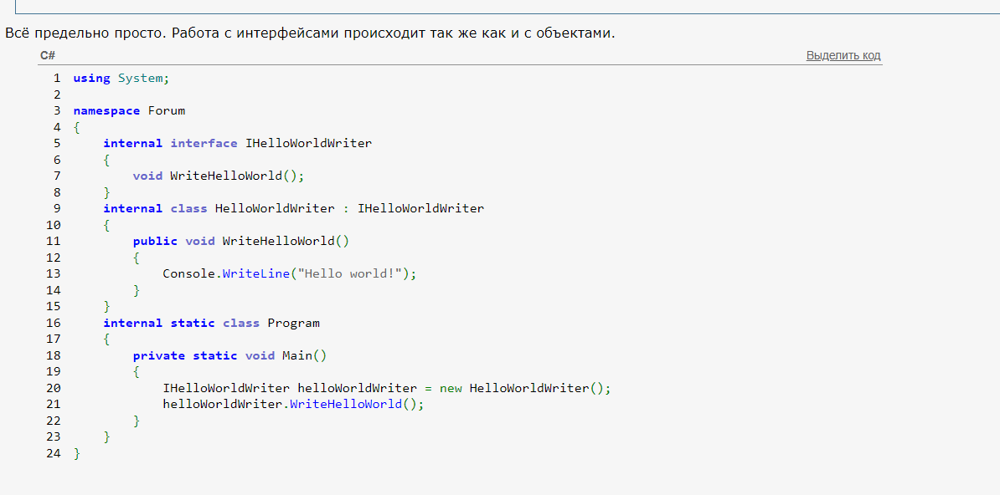 Всё предельно просто. Работа с интерфейсами происходит так же как и с объектами.
C# Выделить код
1 using System;
2
3 namespace Forum
4 {
5     internal interface IHelloWorldWriter
6     {
7         void WriteHelloWorld();
8     }
9     internal class HelloWorldWriter : IHelloWorldWriter
10     {
11         public void WriteHelloWorld()
12         {
13             Console.WriteLine("Hello world!");
14         }
15     }
16     internal static class Program
17     {
18         private static void Main()
19         {
20             IHelloWorldWriter helloWorldWriter = new HelloWorldWriter();
21             helloWorldWriter.WriteHelloWorld();
22         }
23     }
24 }